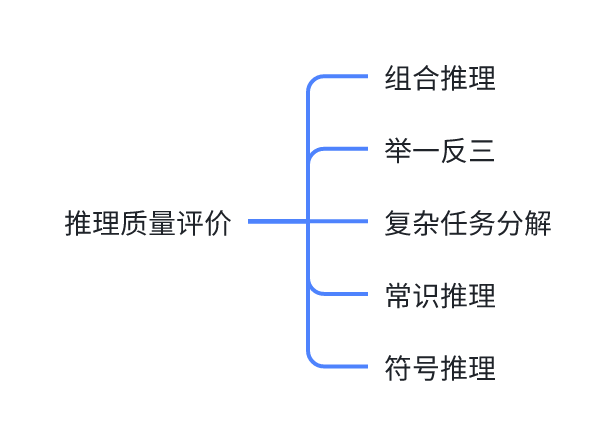 推理质量评价
组合推理
举一反三
复杂任务分解
常识推理
符号推理